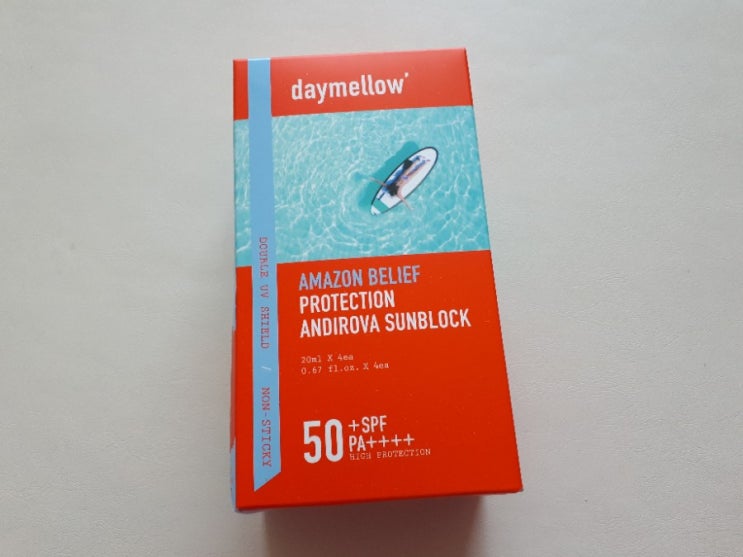 daymellow'
AMAZON BELIEF
PROTECTION
ANDIROVA SUNBLOCK
20ml X 4ea
0.67 fl.oz. X 4ea
50 +SPF
PA++++
HIGH PROTECTION
DOUBLE UV SHIELD / NON-STICKY